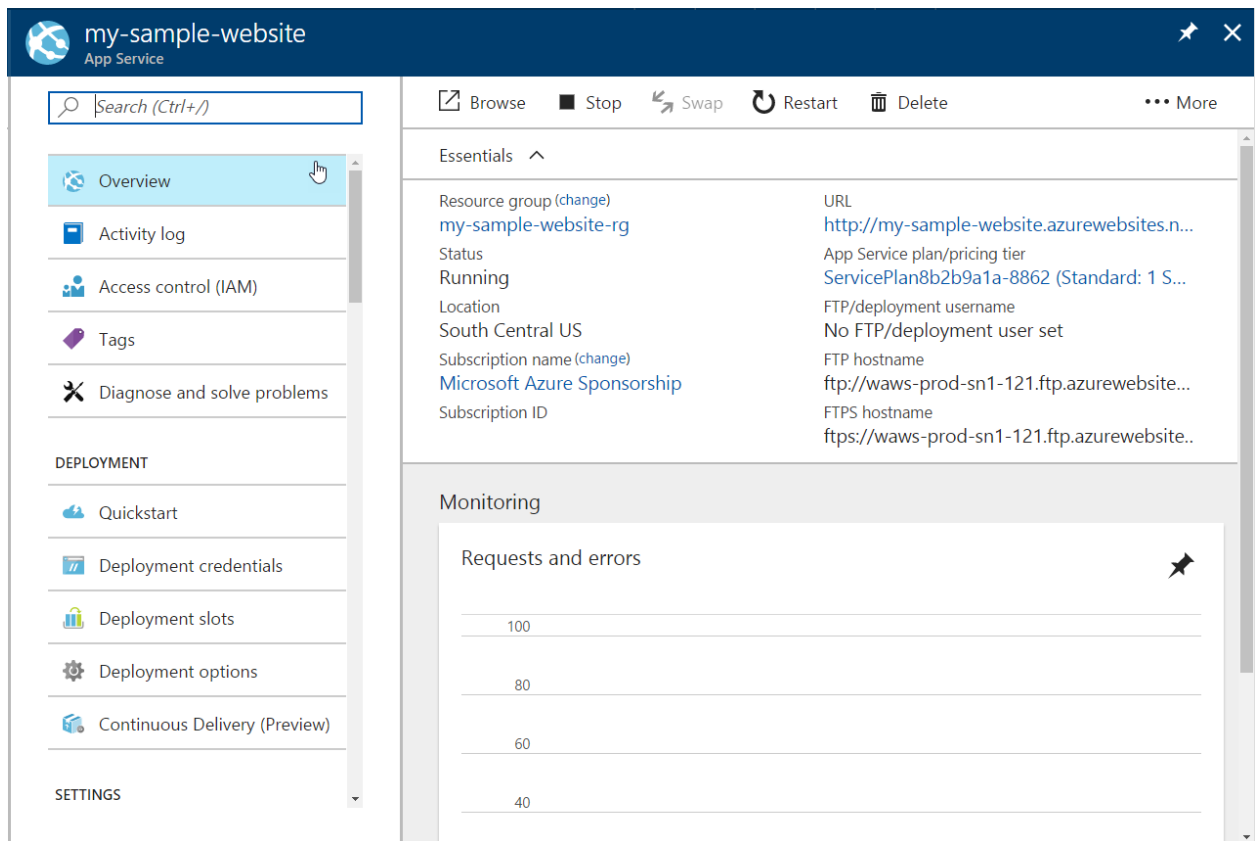 my-sample-website
App Service
Search (Ctrl+/)
Overview
Activity log
Access control (IAM)
Tags
Diagnose and solve problems
DEPLOYMENT
Quickstart
Deployment credentials
Deployment slots
Deployment options
Continuous Delivery (Preview)
SETTINGS
Browse Stop Swap Restart Delete ••• More
Essentials
Resource group (change)
my-sample-website-rg
Status
Running
Location
South Central US
Subscription name (change)
Microsoft Azure Sponsorship
Subscription ID
URL
http://my-sample-website.azurewebsites.n...
App Service plan/pricing tier
ServicePlan8b2b9a1a-8862 (Standard: 1 S...
FTP/deployment username
No FTP/deployment user set
FTP hostname
ftp://waws-prod-sn1-121.ftp.azurewebsite...
FTPS hostname
ftps://waws-prod-sn1-121.ftp.azurewebsite..
Monitoring
Requests and errors
100
80
60
40